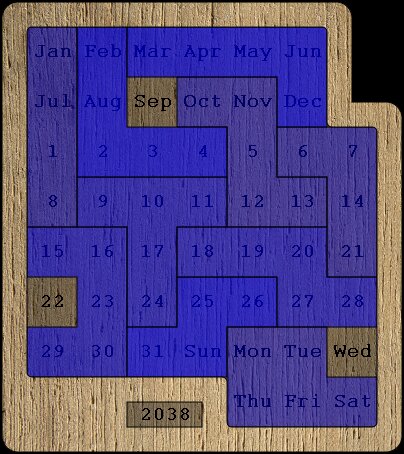 Jan Feb Mar Apr May Jun
Jul Aug Sep Oct Nov Dec
1 2 3 4 5 6 7
8 9 10 11 12 13 14
15 16 17 18 19 20 21
22 23 24 25 26 27 28
29 30 31 Sun Mon Tue Wed
Thu Fri Sat
2038